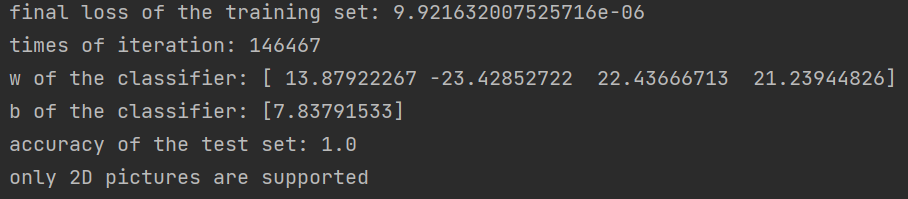 final loss of the training set: 9.921632007525716e-06
times of iteration: 146467
w of the classifier: [ 13.87922267 -23.42852722  22.43666713  21.23944826]
b of the classifier: [7.83791533]
accuracy of the test set: 1.0
only 2D pictures are supported